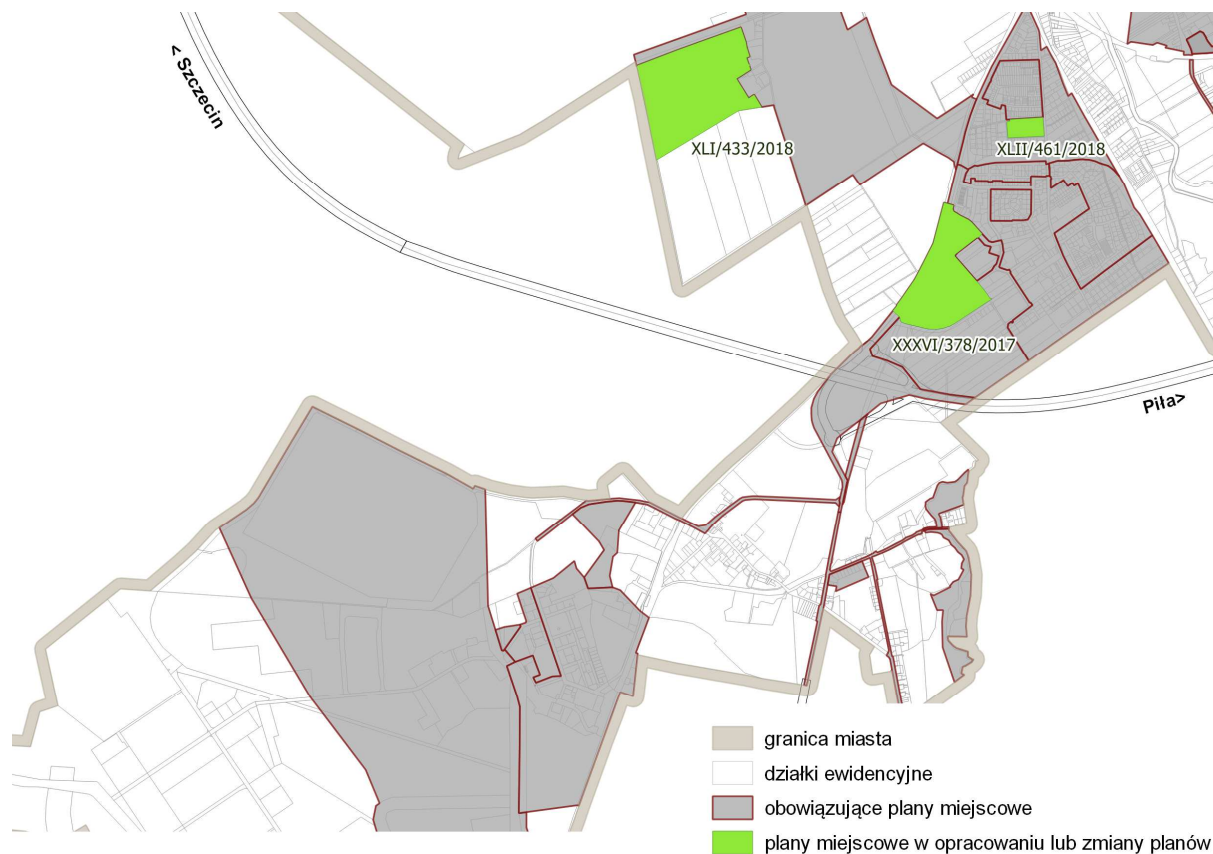 < Szczecin
XLI/433/2018
XLII/461/2018
XXXVI/378/2017
Piła>
granica miasta
działki ewidencyjne
obowiązujące plany miejscowe
plany miejscowe w opracowaniu lub zmiany planów